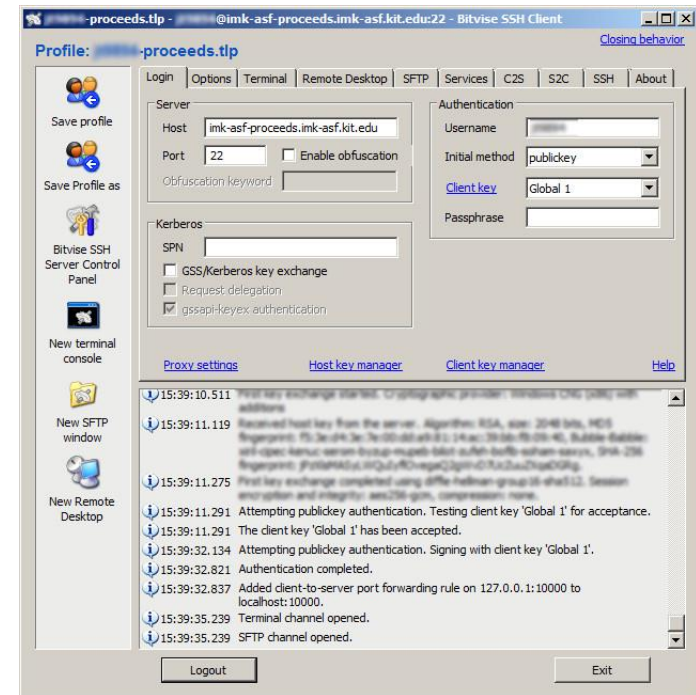 -proceeds.tlp - @imk-asf-proceeds.imk-asf.kit.edu:22 - Bitvise SSH Client
Profile: -proceeds.tlp
Closing behavior
Save profile
Save Profile as
Bitvise SSH
Server Control
Panel
New terminal
console
New SFTP
window
New Remote
Desktop
Login Options Terminal Remote Desktop SFTP Services C2S S2C SSH About
Server
Host imk-asf-proceeds.imk-asf.kit.edu
Port 22 Enable obfuscation
Obfuscation keyword
Authentication
Username
Initial method publickey
Client key Global 1
Passphrase
Kerberos
SPN
GSS/Kerberos key exchange
Request delegation
gssapi-keyex authentication
Proxy settings Host key manager Client key manager Help
15:39:10.511
15:39:11.119
15:39:11.275
15:39:11.291 Attempting publickey authentication. Testing client key 'Global 1' for acceptance.
15:39:11.291 The client key 'Global 1' has been accepted.
15:39:32.134 Attempting publickey authentication. Signing with client key 'Global 1'.
15:39:32.821 Authentication completed.
15:39:32.837 Added client-to-server port forwarding rule on 127.0.0.1:10000 to
localhost:10000.
15:39:35.239 Terminal channel opened.
15:39:35.239 SFTP channel opened.
Logout Exit